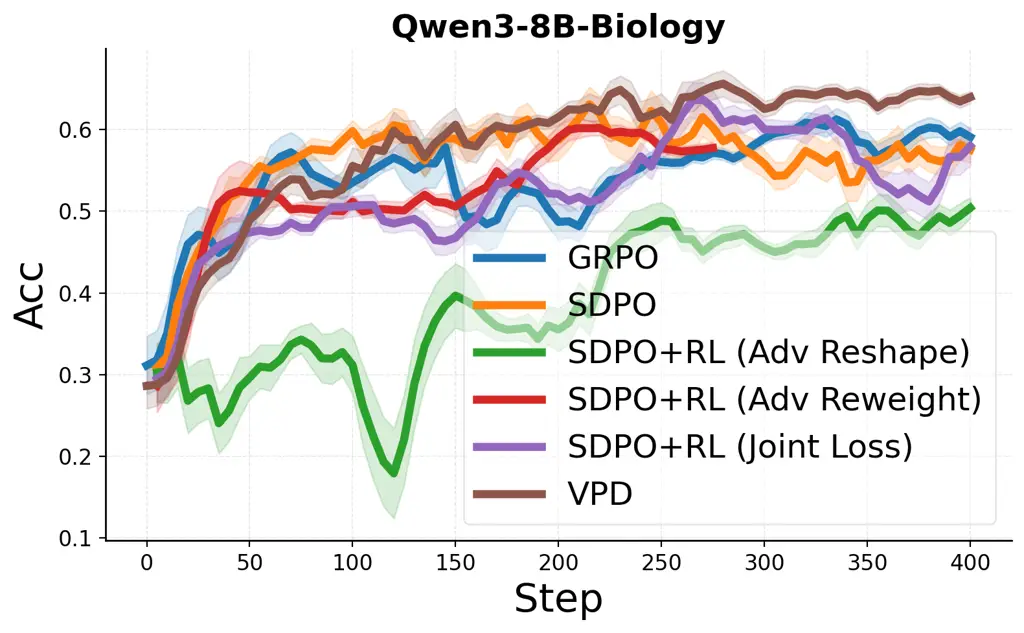 Qwen3-8B-Biology
Acc
0.6
0.5
0.4
0.3
0.2
0.1
GRPO
SDPO
SDPO+RL (Adv Reshape)
SDPO+RL (Adv Reweight)
SDPO+RL (Joint Loss)
VPD
0 50 100 150 200 250 300 350 400
Step